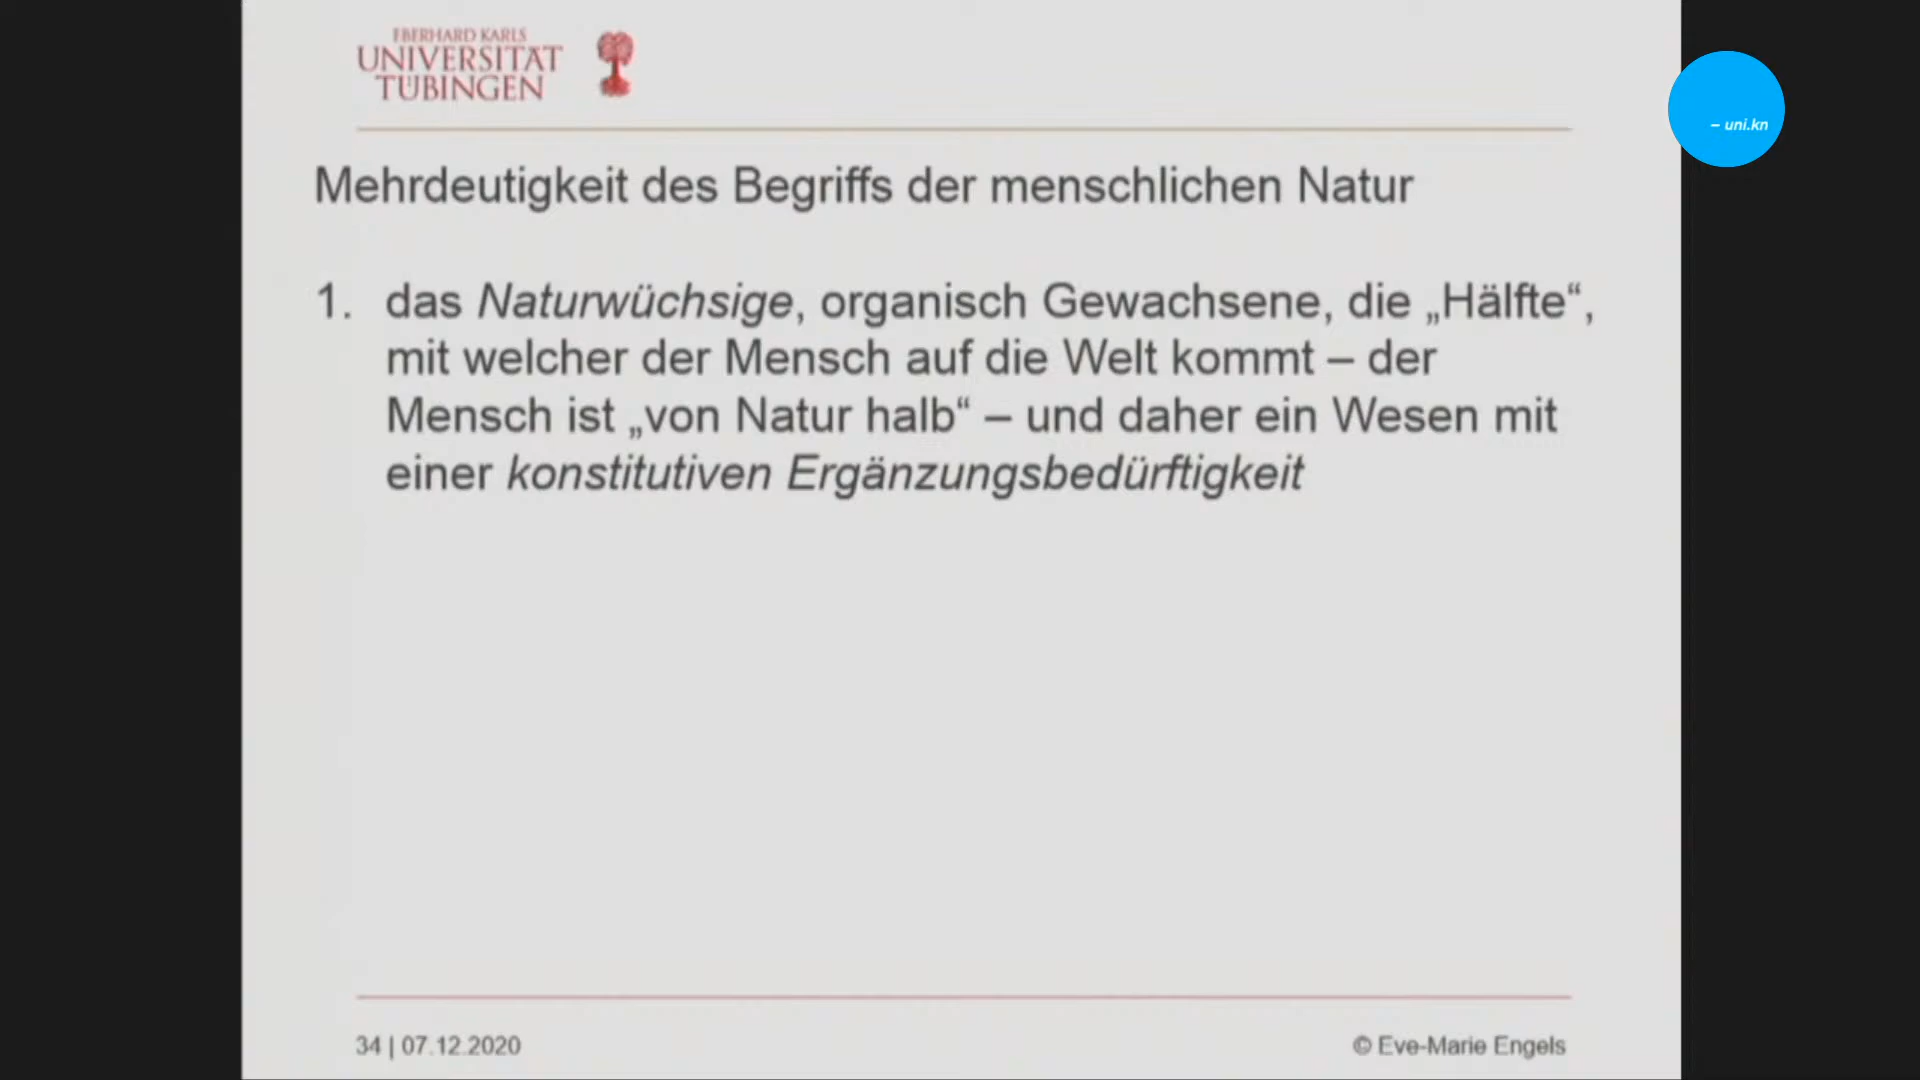 EBERHARD KARLS
UNIVERSITÄT
TÜBINGEN
– uni.kn
Mehrdeutigkeit des Begriffs der menschlichen Natur
1. das Naturwüchsige, organisch Gewachsene, die „Hälfte“,
mit welcher der Mensch auf die Welt kommt – der
Mensch ist „von Natur halb“ – und daher ein Wesen mit
einer konstitutiven Ergänzungsbedürftigkeit
34 | 07.12.2020
© Eve-Marie Engels